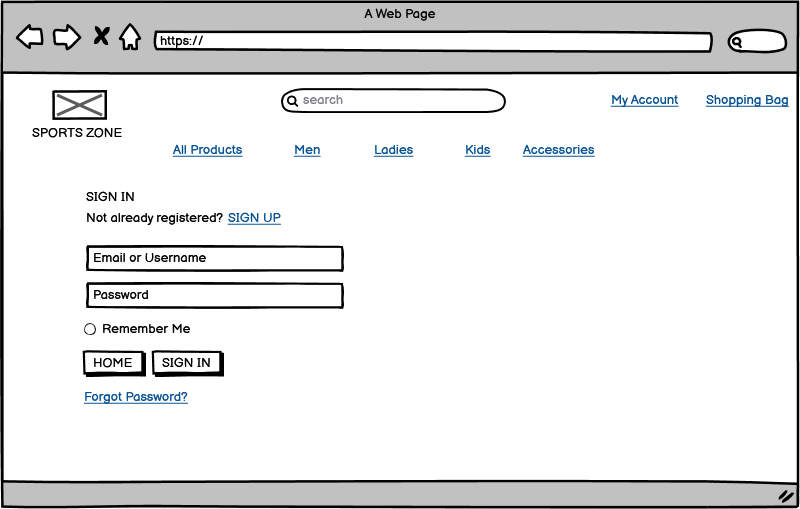 A Web Page
https://
search
My Account
Shopping Bag
SPORTS ZONE
All Products
Men
Ladies
Kids
Accessories
SIGN IN
Not already registered? SIGN UP
Email or Username
Password
Remember Me
HOME
SIGN IN
Forgot Password?